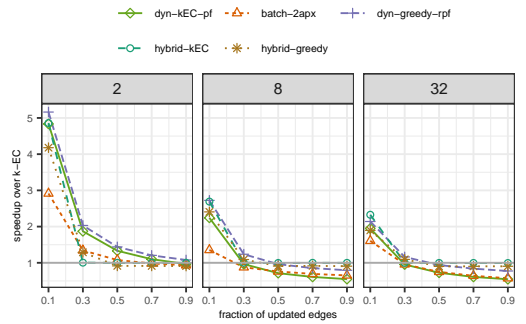 dyn−kEC−pf batch−2apx dyn−greedy−rpf
hybrid−kEC hybrid−greedy
2 8 32
5
4
3
2
1
speedup over k−EC
0.1 0.3 0.5 0.7 0.9 0.1 0.3 0.5 0.7 0.9 0.1 0.3 0.5 0.7 0.9
fraction of updated edges